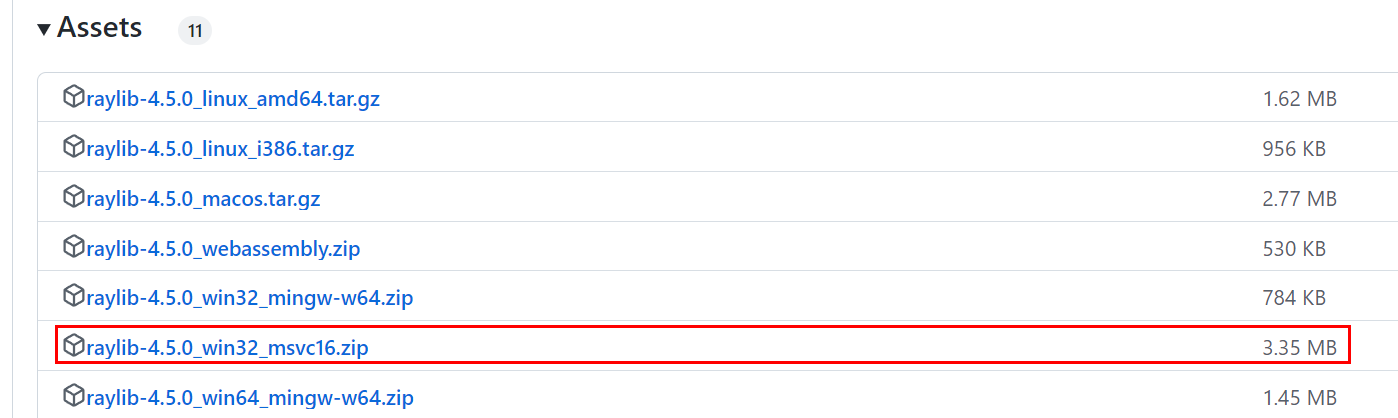 Assets 11
raylib-4.5.0_linux_amd64.tar.gz 1.62 MB
raylib-4.5.0_linux_i386.tar.gz 956 KB
raylib-4.5.0_macos.tar.gz 2.77 MB
raylib-4.5.0_webassembly.zip 530 KB
raylib-4.5.0_win32_mingw-w64.zip 784 KB
raylib-4.5.0_win32_msvc16.zip 3.35 MB
raylib-4.5.0_win64_mingw-w64.zip 1.45 MB